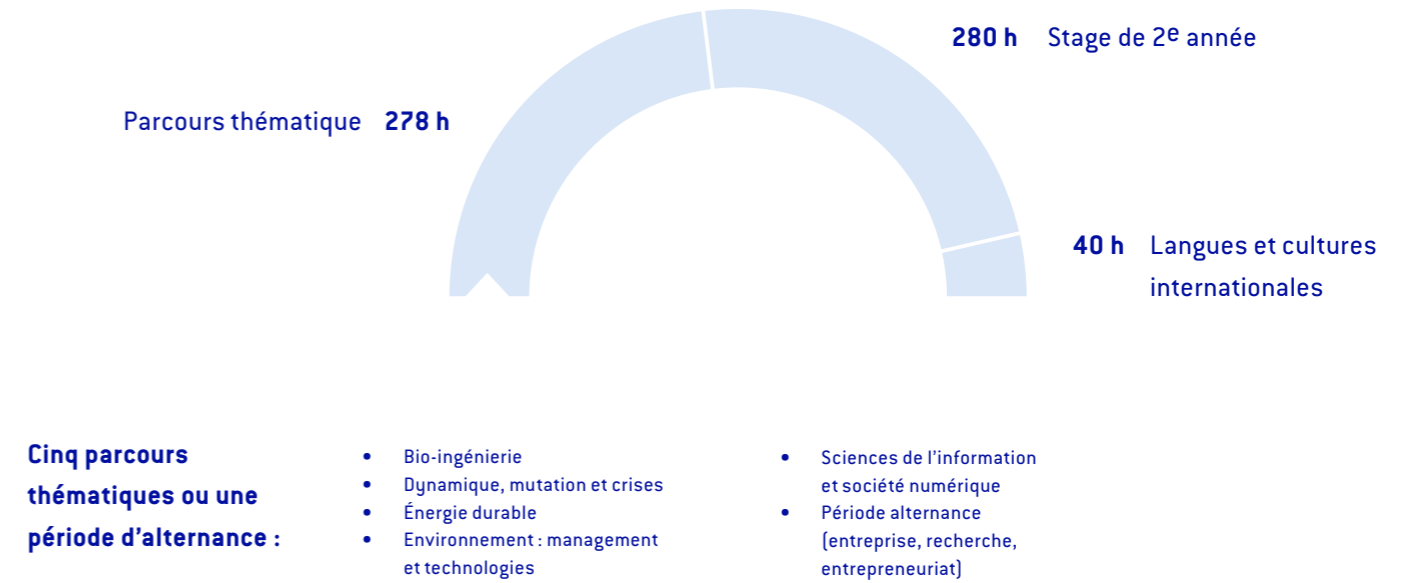 280 h Stage de 2e année
Parcours thématique 278 h
40 h Langues et cultures
internationales
Cinq parcours
thématiques ou une
période d’alternance :
• Bio-ingénierie
• Dynamique, mutation et crises
• Énergie durable
• Environnement : management
et technologies
• Sciences de l’information
et société numérique
• Période alternance
(entreprise, recherche,
entrepreneuriat)